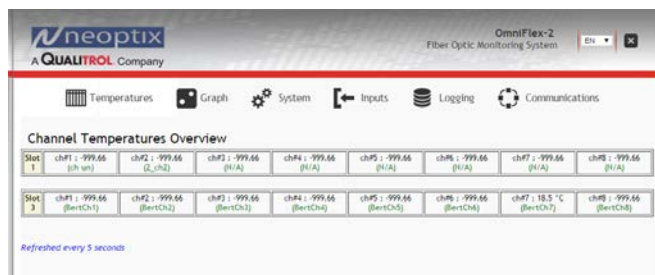 neoptix
A QUALITROL Company
OmniFlex-2
Fiber Optic Monitoring System
EN
Temperatures Graph System Inputs Logging Communications
Channel Temperatures Overview
Slot 1 ch#1 : -999.66 (ch un) ch#2 : -999.66 (2_ch2) ch#3 : -999.66 (N/A) ch#4 : -999.66 (N/A) ch#5 : -999.66 (N/A) ch#6 : -999.66 (N/A) ch#7 : -999.66 (N/A) ch#8 : -999.66 (N/A)
Slot 3 ch#1 : -999.66 (BertCh1) ch#2 : -999.66 (BertCh2) ch#3 : -999.66 (BertCh3) ch#4 : -999.66 (BertCh4) ch#5 : -999.66 (BertCh5) ch#6 : -999.66 (BertCh6) ch#7 : 18.5 °C (BertCh7) ch#8 : -999.66 (BertCh8)
Refreshed every 5 seconds